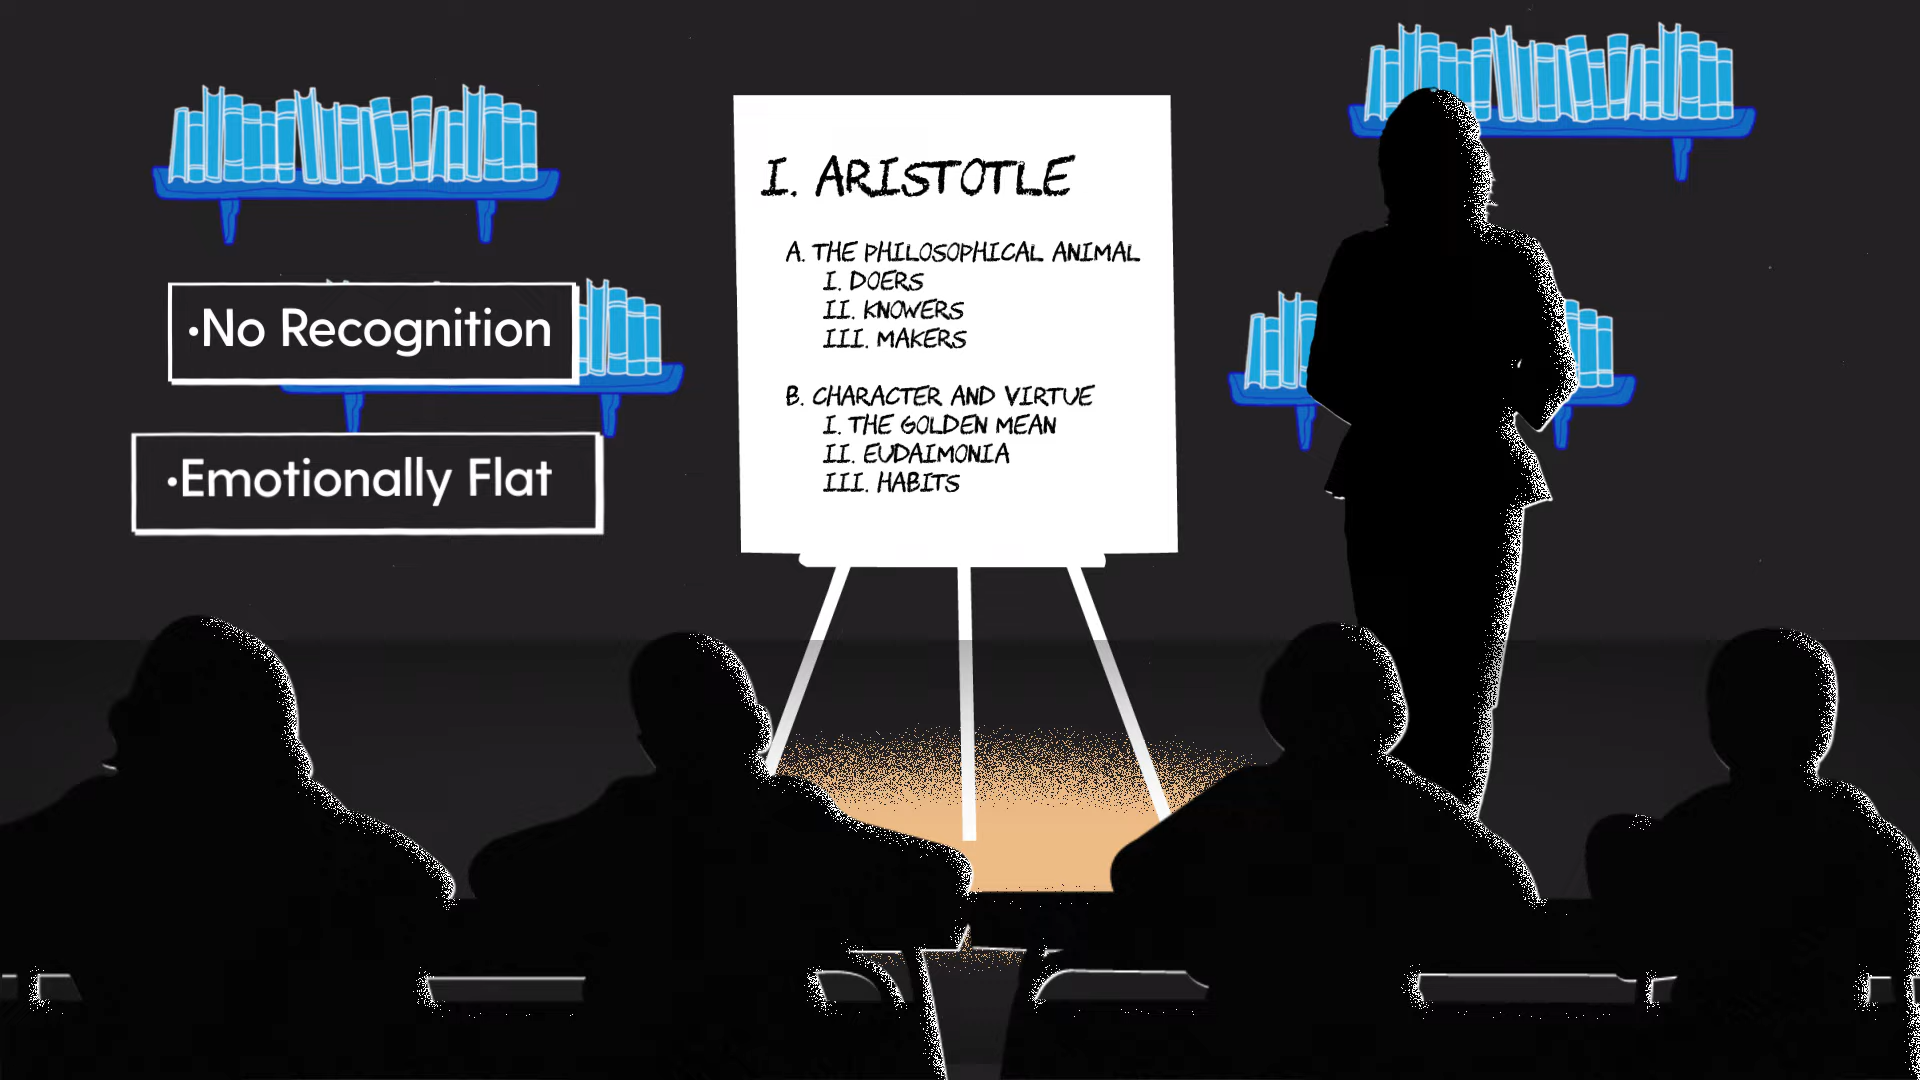 ·No Recognition
·Emotionally Flat
I. ARISTOTLE
A. THE PHILOSOPHICAL ANIMAL
I. DOERS
II. KNOWERS
III. MAKERS
B. CHARACTER AND VIRTUE
I. THE GOLDEN MEAN
II. EUDAIMONIA
III. HABITS